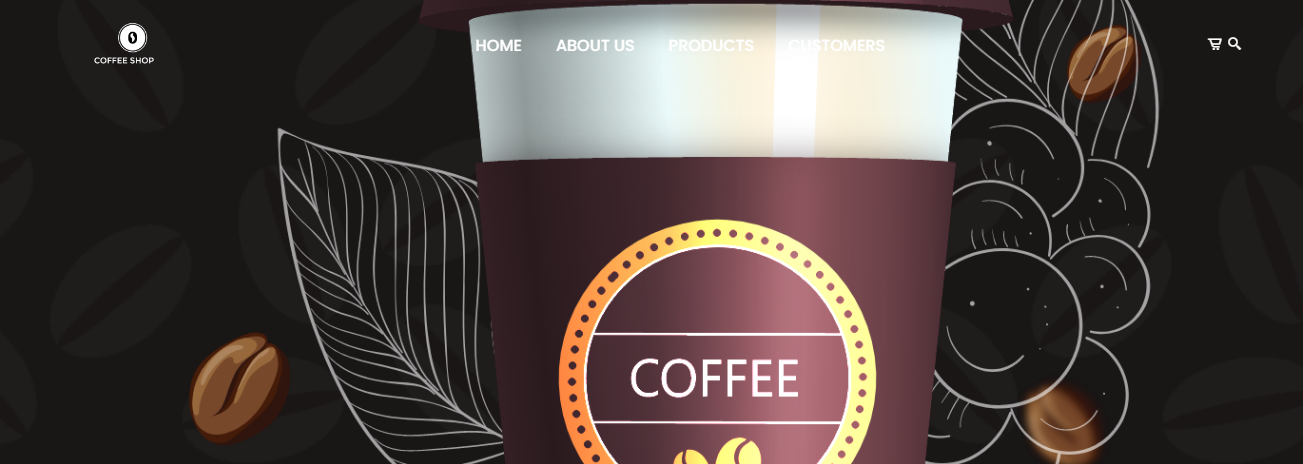 HOME ABOUT US PRODUCTS CUSTOMERS
COFFEE SHOP
COFFEE